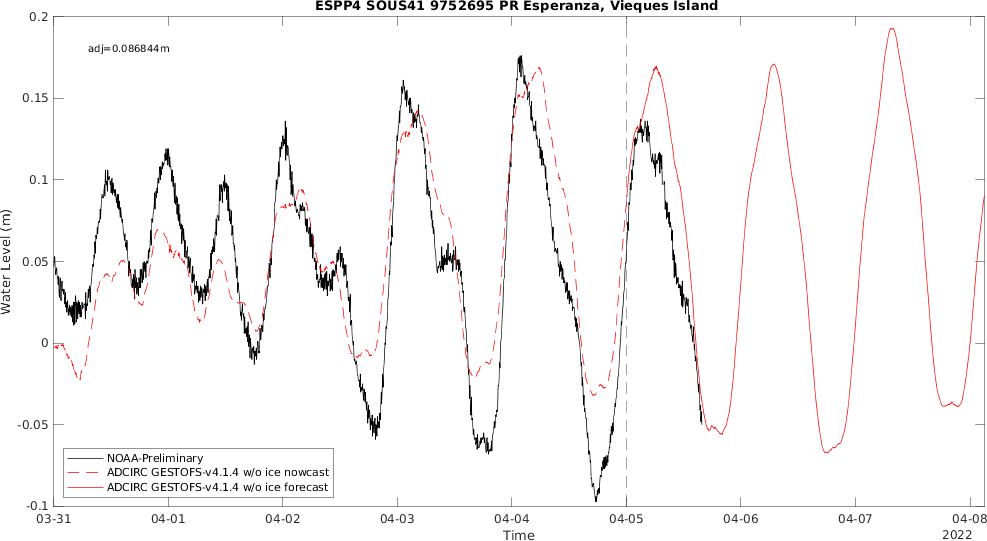 ESPP4 SOUS41 9752695 PR Esperanza, Vieques Island
adj=0.086844m
0.2
0.15
0.1
0.05
0
-0.05
-0.1
Water Level (m)
NOAA-Preliminary
ADCIRC GESTOFS-v4.1.4 w/o ice nowcast
ADCIRC GESTOFS-v4.1.4 w/o ice forecast
03-31 04-01 04-02 04-03 04-04 04-05 04-06 04-07 04-08
Time
2022